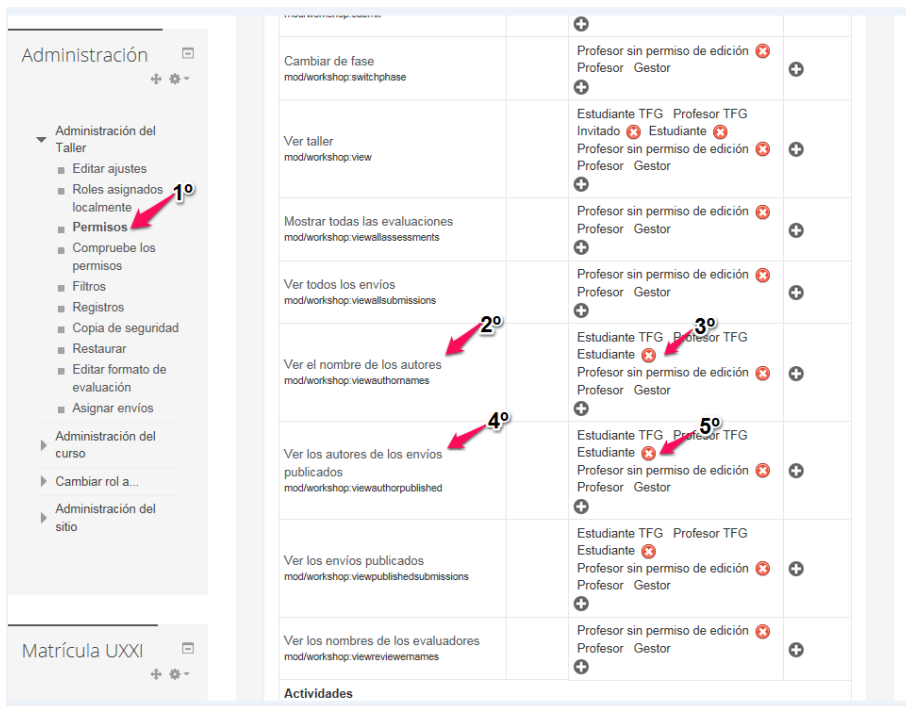 Administración
Administración del
Taller
Editar ajustes
Roles asignados
localmente
1º
Permisos
Compruebe los
permisos
Filtros
Registros
Copia de seguridad
Restaurar
Editar formato de
evaluación
Asignar envíos
Administración del
curso
Cambiar rol a...
Administración del
sitio
Matrícula UXXI
mod/workshop:submit
Cambiar de fase
mod/workshop:switchphase
Profesor sin permiso de edición
Profesor Gestor
Ver taller
mod/workshop:view
Estudiante TFG Profesor TFG
Invitado Estudiante
Profesor sin permiso de edición
Profesor Gestor
Mostrar todas las evaluaciones
mod/workshop:viewallassessments
Profesor sin permiso de edición
Profesor Gestor
Ver todos los envíos
mod/workshop:viewallsubmissions
Profesor sin permiso de edición
Profesor Gestor
2º
Ver el nombre de los autores
mod/workshop:viewauthornames
3º
Estudiante TFG Profesor TFG
Estudiante
Profesor sin permiso de edición
Profesor Gestor
4º
Ver los autores de los envíos
publicados
mod/workshop:viewauthorpublished
5º
Estudiante TFG Profesor TFG
Estudiante
Profesor sin permiso de edición
Profesor Gestor
Ver los envíos publicados
mod/workshop:viewpublishedsubmissions
Estudiante TFG Profesor TFG
Estudiante
Profesor sin permiso de edición
Profesor Gestor
Ver los nombres de los evaluadores
mod/workshop:viewreviewernames
Profesor sin permiso de edición
Profesor Gestor
Actividades